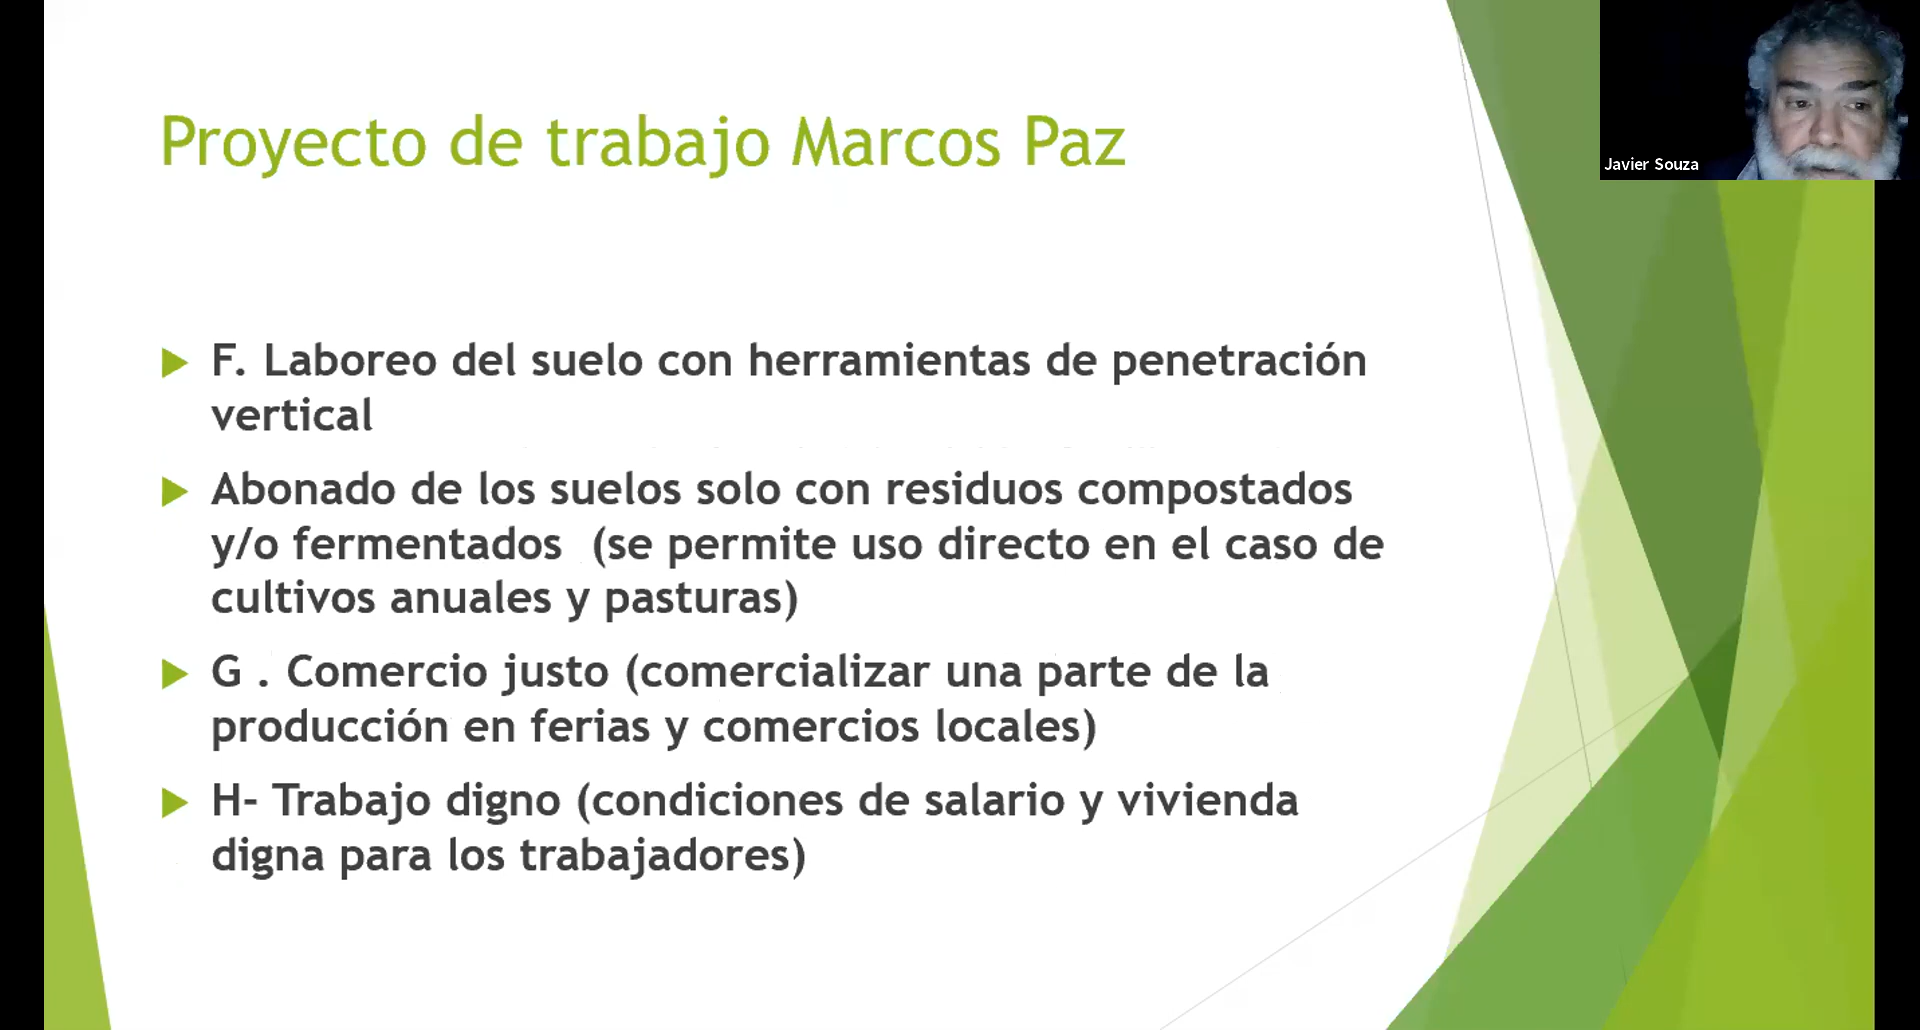 Proyecto de trabajo Marcos Paz
Javier Souza
F. Laboreo del suelo con herramientas de penetración
vertical
Abonado de los suelos solo con residuos compostados
y/o fermentados (se permite uso directo en el caso de
cultivos anuales y pasturas)
G . Comercio justo (comercializar una parte de la
producción en ferias y comercios locales)
H- Trabajo digno (condiciones de salario y vivienda
digna para los trabajadores)